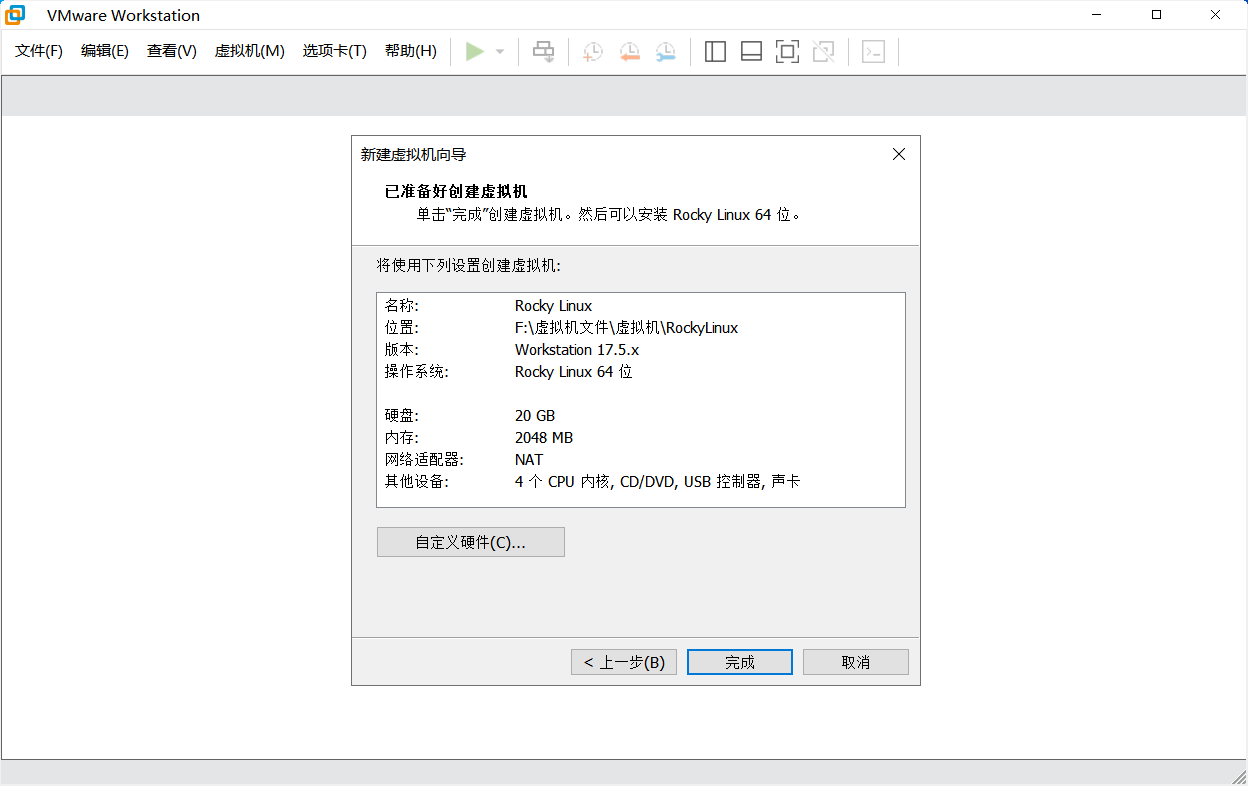 VMware Workstation
文件(F) 编辑(E) 查看(V) 虚拟机(M) 选项卡(T) 帮助(H)
新建虚拟机向导
已准备好创建虚拟机
单击“完成”创建虚拟机。然后可以安装 Rocky Linux 64 位。
将使用下列设置创建虚拟机:
名称: Rocky Linux
位置: F:\虚拟机文件\虚拟机\RockyLinux
版本: Workstation 17.5.x
操作系统: Rocky Linux 64 位
硬盘: 20 GB
内存: 2048 MB
网络适配器: NAT
其他设备: 4 个 CPU 内核, CD/DVD, USB 控制器, 声卡
自定义硬件(C)...
< 上一步(B) 完成 取消